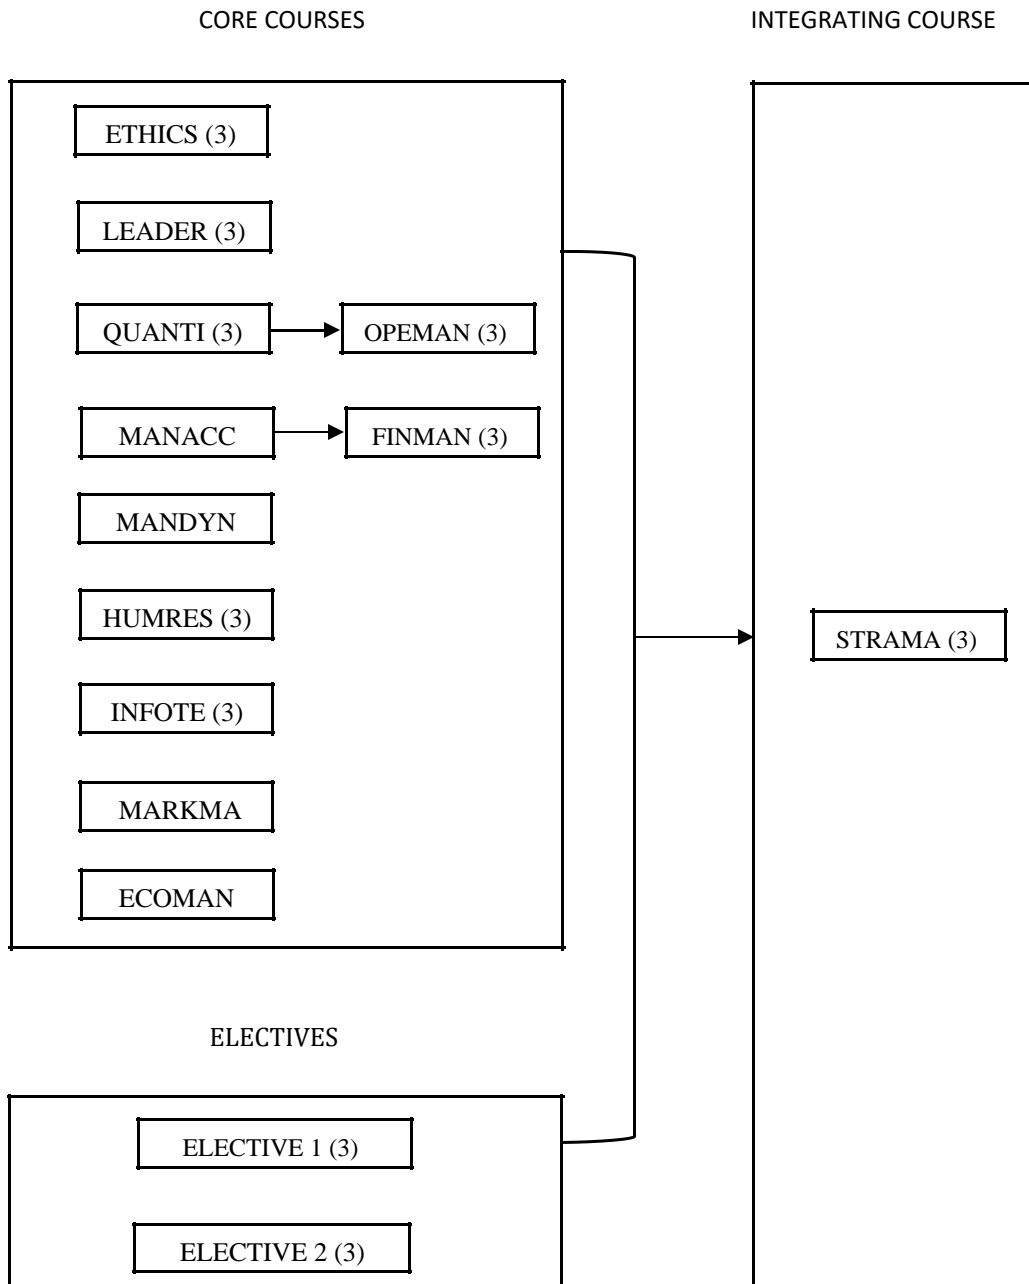 CORE COURSES
INTEGRATING COURSE
ETHICS (3)
LEADER (3)
QUANTI (3)
OPEMAN (3)
MANACC
FINMAN (3)
MANDYN
HUMRES (3)
INFOTE (3)
MARKMA
ECOMAN
STRAMA (3)
ELECTIVES
ELECTIVE 1 (3)
ELECTIVE 2 (3)